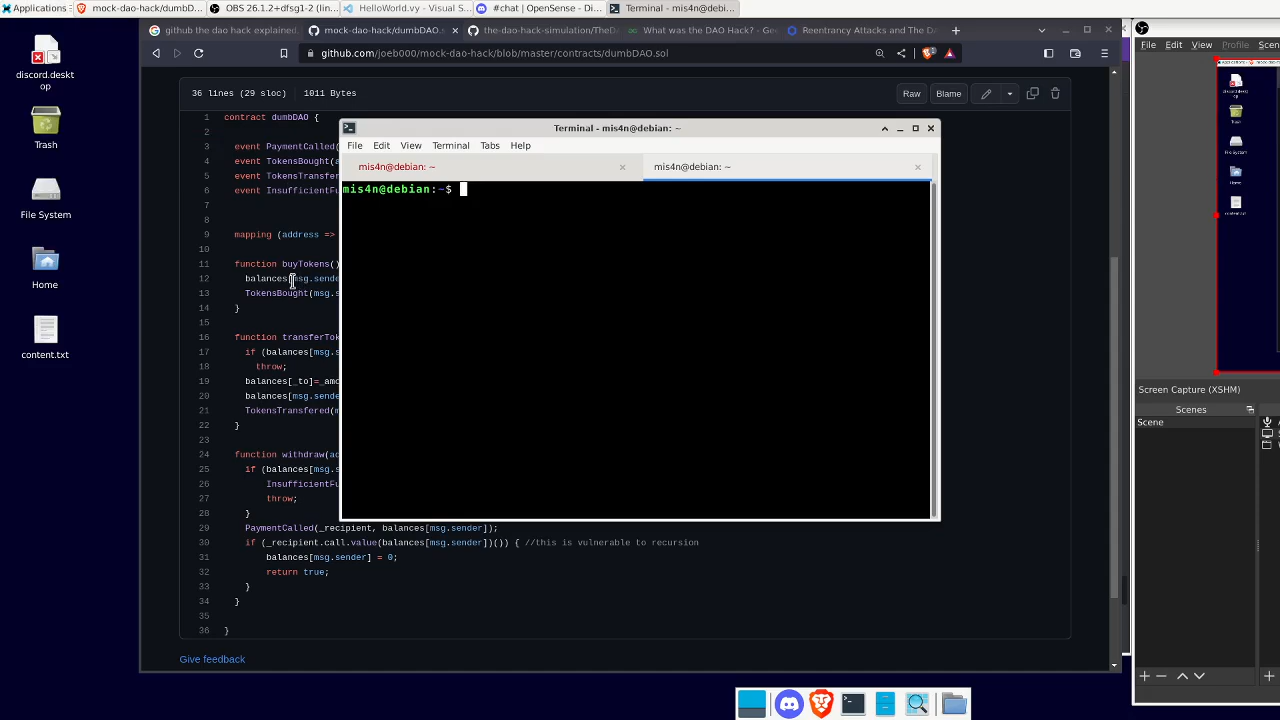 Applications
mock-dao-hack/dumbD...
OBS 26.1.2+dfsg1-2 (lin...
HelloWorld.vy - Visual S...
#chat | OpenSense - Di...
Terminal - mis4n@debi...
discord.deskt
op
Trash
File System
Home
content.txt
github the dao hack explained.
mock-dao-hack/dumbDAO.s
the-dao-hack-simulation/TheD
What was the DAO Hack? - Ge
Reentrancy Attacks and The DA
github.com/joeb000/mock-dao-hack/blob/master/contracts/dumbDAO.sol
36 lines (29 sloc)
1011 Bytes
Raw
Blame
1 contract dumbDAO {
2
3 event PaymentCalled(
4 event TokensBought(a
5 event TokensTransfer
6 event InsufficientFu
7
8
9 mapping (address =>
10
11 function buyTokens()
12 balances[msg.sende
13 TokensBought(msg.s
14 }
15
16 function transferTok
17 if (balances[msg.s
18 throw;
19 balances[_to]=_amo
20 balances[msg.sende
21 TokensTransfered(m
22 }
23
24 function withdraw(ad
25 if (balances[msg.s
26 InsufficientFu
27 throw;
28 }
29 PaymentCalled(_recipient, balances[msg.sender]);
30 if (_recipient.call.value(balances[msg.sender])()) { //this is vulnerable to recursion
31 balances[msg.sender] = 0;
32 return true;
33 }
34 }
35
36 }
Give feedback
Terminal - mis4n@debian: ~
File Edit View Terminal Tabs Help
mis4n@debian: ~
mis4n@debian: ~
mis4n@debian:~$
File Edit View Profile Scen
Screen Capture (XSHM)
Scenes
Scene